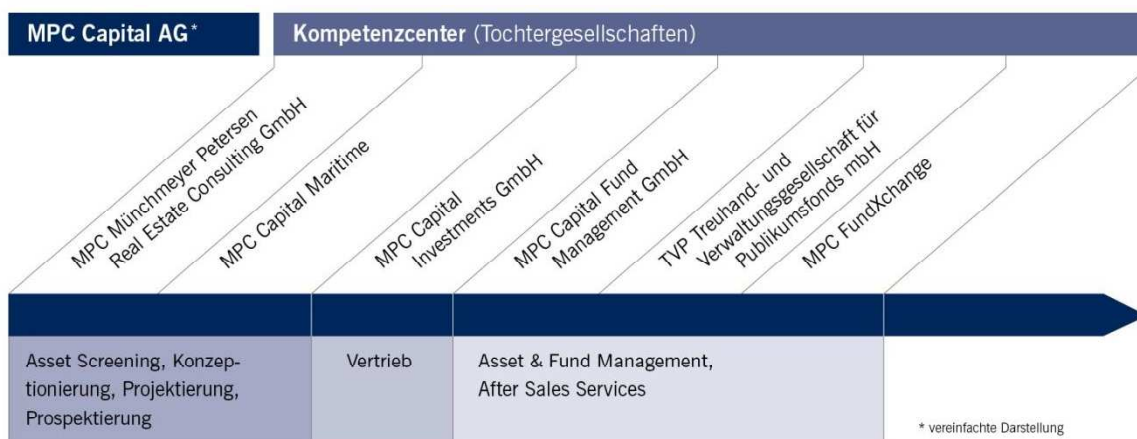 MPC Capital AG*
Kompetenzcenter (Tochtergesellschaften)
MPC Münchmeyer Petersen
Real Estate Consulting GmbH
MPC Capital Maritime
MPC Capital
Investments GmbH
MPC Capital Fund
Management GmbH
TVP Treuhand- und
Verwaltungsgesellschaft für
Publikumsfonds mbH
MPC FundXchange
Asset Screening, Konzep-
tionierung, Projektierung,
Prospektierung
Vertrieb
Asset & Fund Management,
After Sales Services
* vereinfachte Darstellung